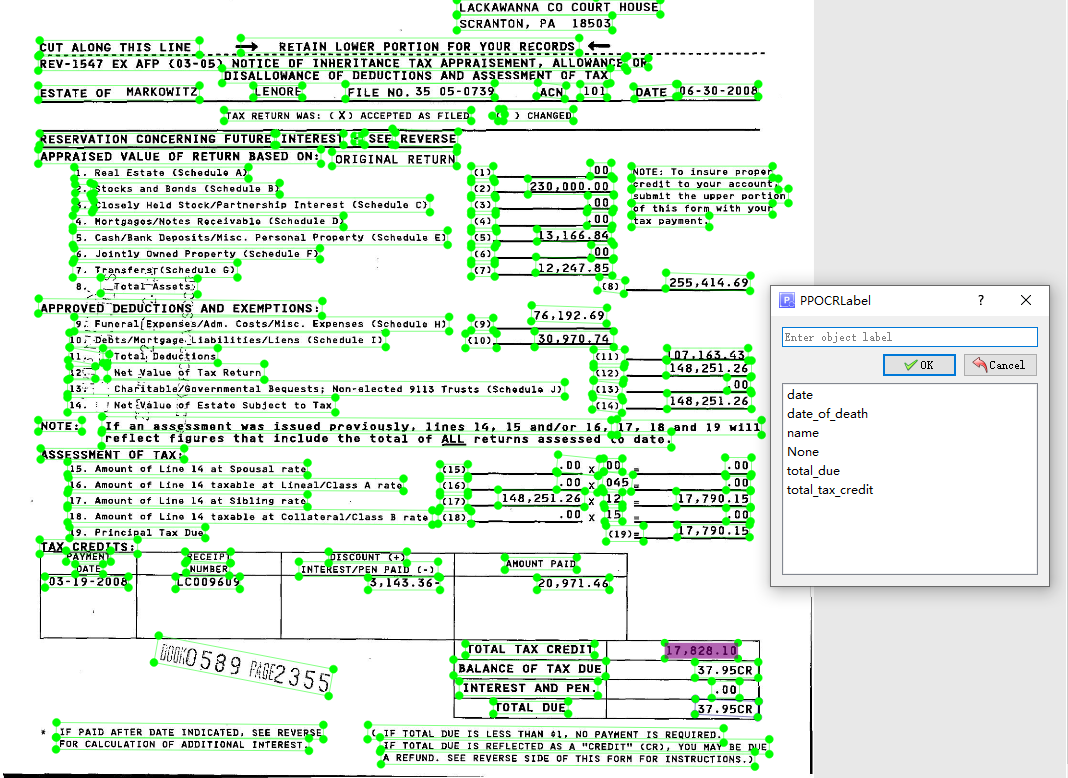 LACKAWANNA CO COURT HOUSE
SCRANTON, PA 18503
CUT ALONG THIS LINE RETAIN LOWER PORTION FOR YOUR RECORDS
REV-1547 EX AFP (03-05) NOTICE OF INHERITANCE TAX APPRAISEMENT, ALLOWANCE OR
DISALLOWANCE OF DEDUCTIONS AND ASSESSMENT OF TAX
ESTATE OF MARKOWITZ LENORE FILE NO. 35 05-0739 ACN 101 DATE 06-30-2008
TAX RETURN WAS: (X) ACCEPTED AS FILED ( ) CHANGED
RESERVATION CONCERNING FUTURE INTEREST - SEE REVERSE
APPRAISED VALUE OF RETURN BASED ON: ORIGINAL RETURN
1. Real Estate (Schedule A) (1) .00
2. Stocks and Bonds (Schedule B) (2) 230,000.00
3. Closely Held Stock/Partnership Interest (Schedule C) (3) .00
4. Mortgages/Notes Receivable (Schedule D) (4) .00
5. Cash/Bank Deposits/Misc. Personal Property (Schedule E) (5) 13,166.84
6. Jointly Owned Property (Schedule F) (6) .00
7. Transfers (Schedule G) (7) 12,247.85
8. Total Assets (8) 255,414.69
NOTE: To insure proper
credit to your account,
submit the upper portion
of this form with your
tax payment.
APPROVED DEDUCTIONS AND EXEMPTIONS:
9. Funeral Expenses/Adm. Costs/Misc. Expenses (Schedule H) (9) 76,192.69
10. Debts/Mortgage Liabilities/Liens (Schedule I) (10) 30,970.74
11. Total Deductions (11) 107,163.43
12. Net Value of Tax Return (12) 148,251.26
13. Charitable/Governmental Bequests; Non-elected 9113 Trusts (Schedule J) (13) .00
14. Net Value of Estate Subject to Tax (14) 148,251.26
NOTE: If an assessment was issued previously, lines 14, 15 and/or 16, 17, 18 and 19 will
reflect figures that include the total of ALL returns assessed to date.
ASSESSMENT OF TAX:
15. Amount of Line 14 at Spousal rate (15) .00 X 00 = .00
16. Amount of Line 14 taxable at Lineal/Class A rate (16) .00 X 045 = .00
17. Amount of Line 14 at Sibling rate (17) 148,251.26 X 12 = 17,790.15
18. Amount of Line 14 taxable at Collateral/Class B rate (18) .00 X 15 = .00
19. Principal Tax Due (19)= 17,790.15
TAX CREDITS:
PAYMENT DATE
RECEIPT NUMBER
DISCOUNT (+)
INTEREST/PEN PAID (-)
AMOUNT PAID
03-19-2008 LC009609 3,143.36- 20,971.46
BOOK 0589 PAGE 2355
TOTAL TAX CREDIT 17,828.10
BALANCE OF TAX DUE 37.95CR
INTEREST AND PEN. .00
TOTAL DUE 37.95CR
* IF PAID AFTER DATE INDICATED, SEE REVERSE
FOR CALCULATION OF ADDITIONAL INTEREST.
( IF TOTAL DUE IS LESS THAN $1, NO PAYMENT IS REQUIRED.
IF TOTAL DUE IS REFLECTED AS A "CREDIT" (CR), YOU MAY BE DUE
A REFUND. SEE REVERSE SIDE OF THIS FORM FOR INSTRUCTIONS.)
PPOCRLabel
Enter object label
OK Cancel
date
date_of_death
name
None
total_due
total_tax_credit